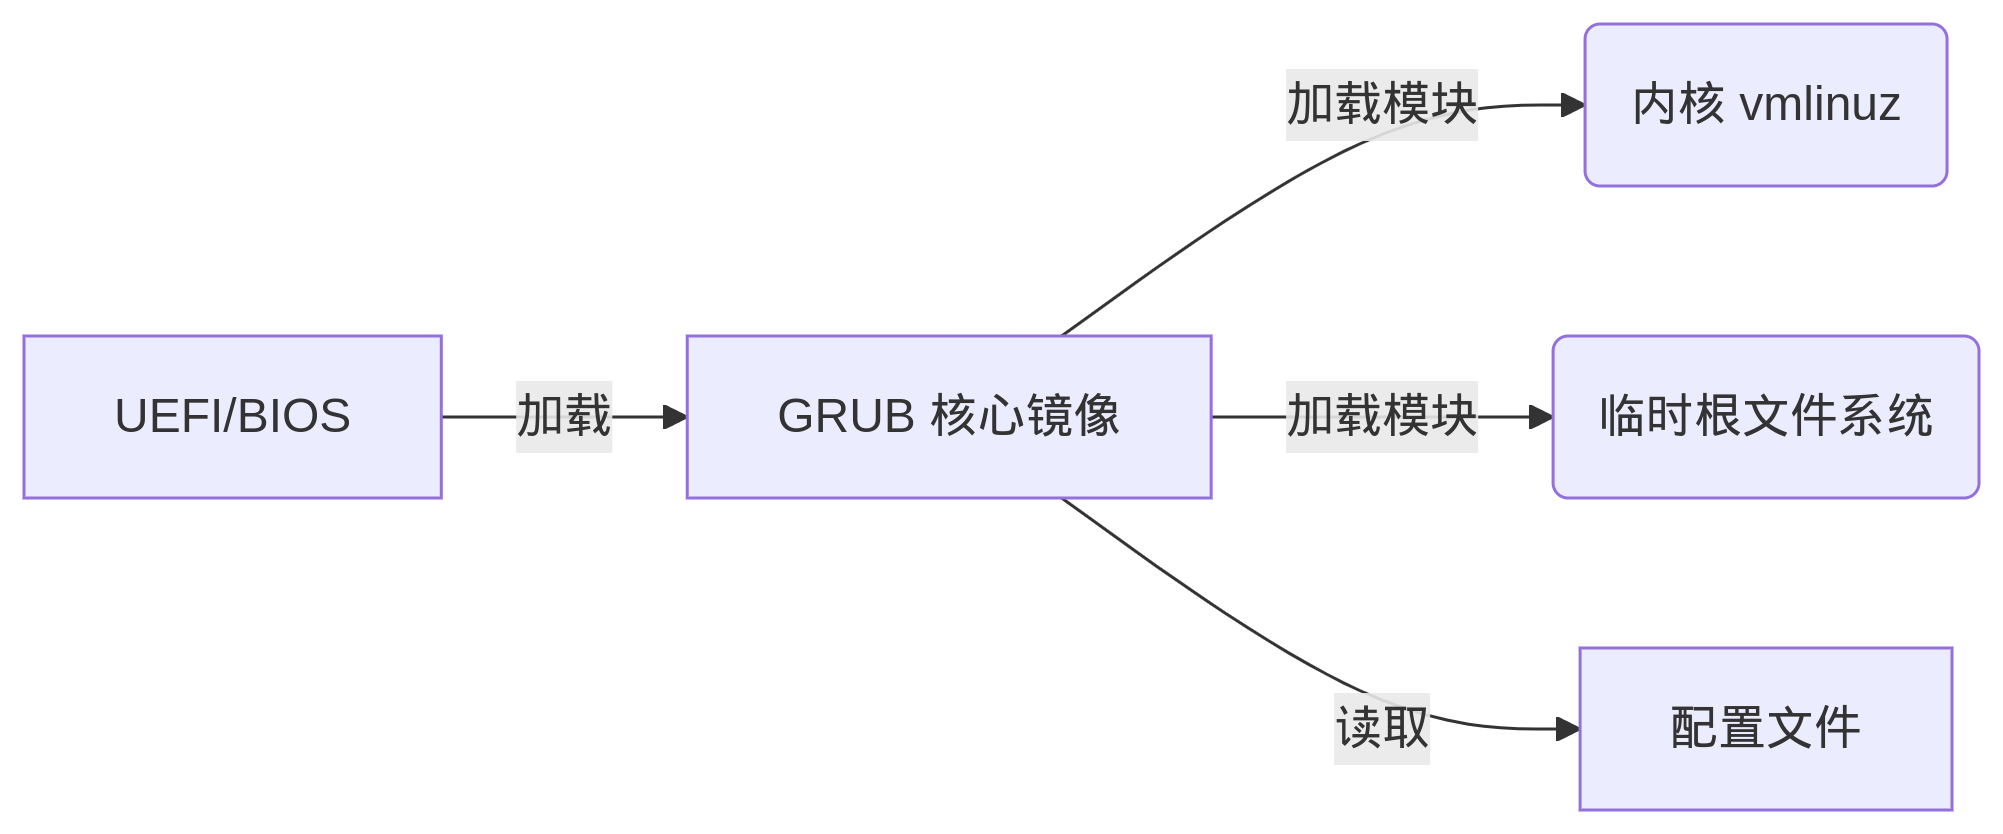 加载模块
内核 vmlinuz
UEFI/BIOS
加载
GRUB 核心镜像
加载模块
临时根文件系统
读取
配置文件